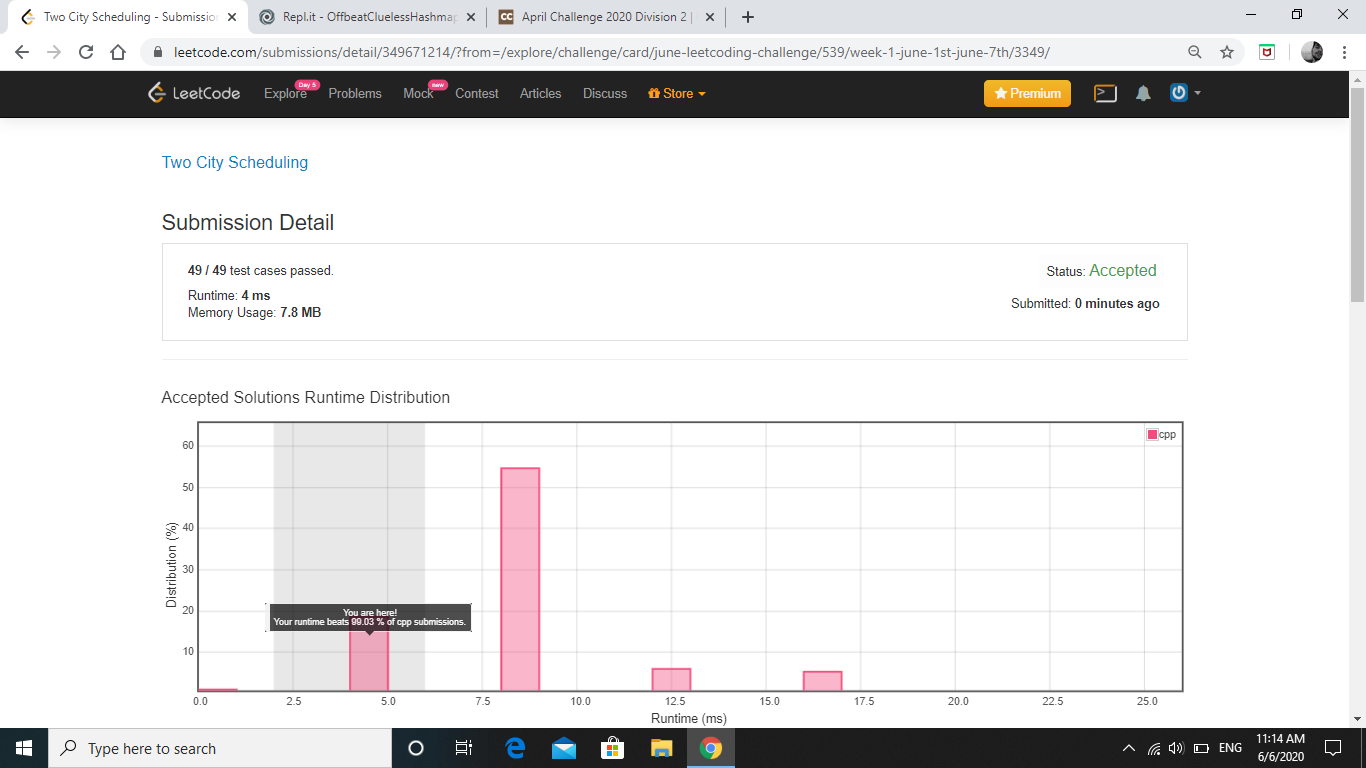 Two City Scheduling - Submission
Repl.it - OffbeatCluelessHashmap
CC April Challenge 2020 Division 2 |
leetcode.com/submissions/detail/349671214/?from=/explore/challenge/card/june-leetcoding-challenge/539/week-1-june-1st-june-7th/3349/
LeetCode Explore Day 5 Problems Mock new Contest Articles Discuss Store Premium
Two City Scheduling
Submission Detail
49 / 49 test cases passed.
Status: Accepted
Runtime: 4 ms
Submitted: 0 minutes ago
Memory Usage: 7.8 MB
Accepted Solutions Runtime Distribution
cpp
60
50
40
30
20
10
Distribution (%)
You are here!
Your runtime beats 99.03 % of cpp submissions.
0.0 2.5 5.0 7.5 10.0 12.5 15.0 17.5 20.0 22.5 25.0
Runtime (ms)
Type here to search
ENG
11:14 AM
6/6/2020